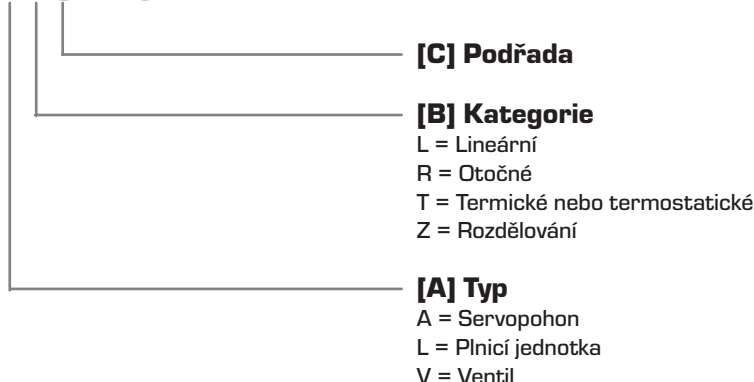 [C] Podřada
[B] Kategorie
L = Lineární
R = Otočné
T = Termické nebo termostatické
Z = Rozdělování
[A] Typ
A = Servopohon
L = Plnicí jednotka
V = Ventil